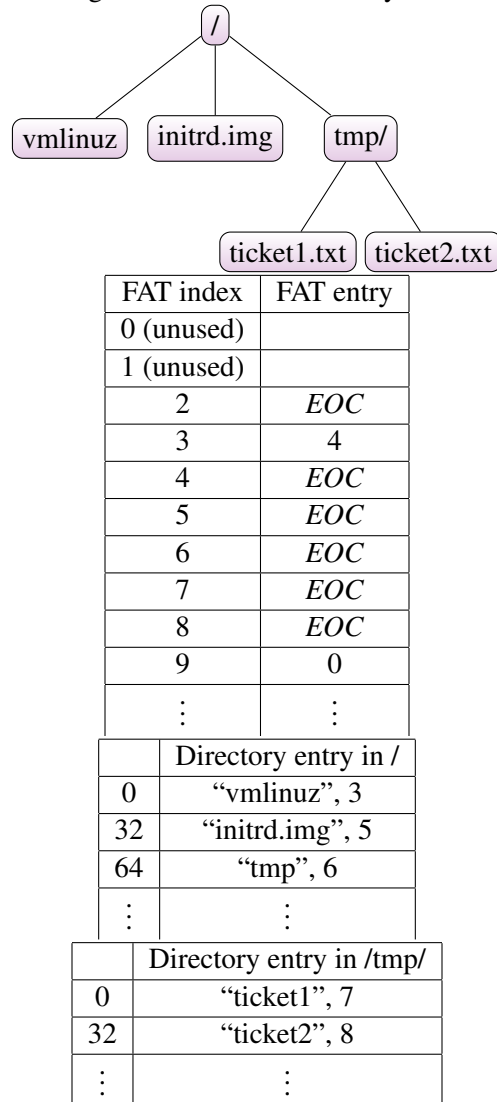 /
vmlinuz initrd.img tmp/
ticket1.txt ticket2.txt
FAT index FAT entry
0 (unused)
1 (unused)
2 EOC
3 4
4 EOC
5 EOC
6 EOC
7 EOC
8 EOC
9 0
⋮ ⋮
Directory entry in /
0 “vmlinuz”, 3
32 “initrd.img”, 5
64 “tmp”, 6
⋮ ⋮
Directory entry in /tmp/
0 “ticket1”, 7
32 “ticket2”, 8
⋮ ⋮